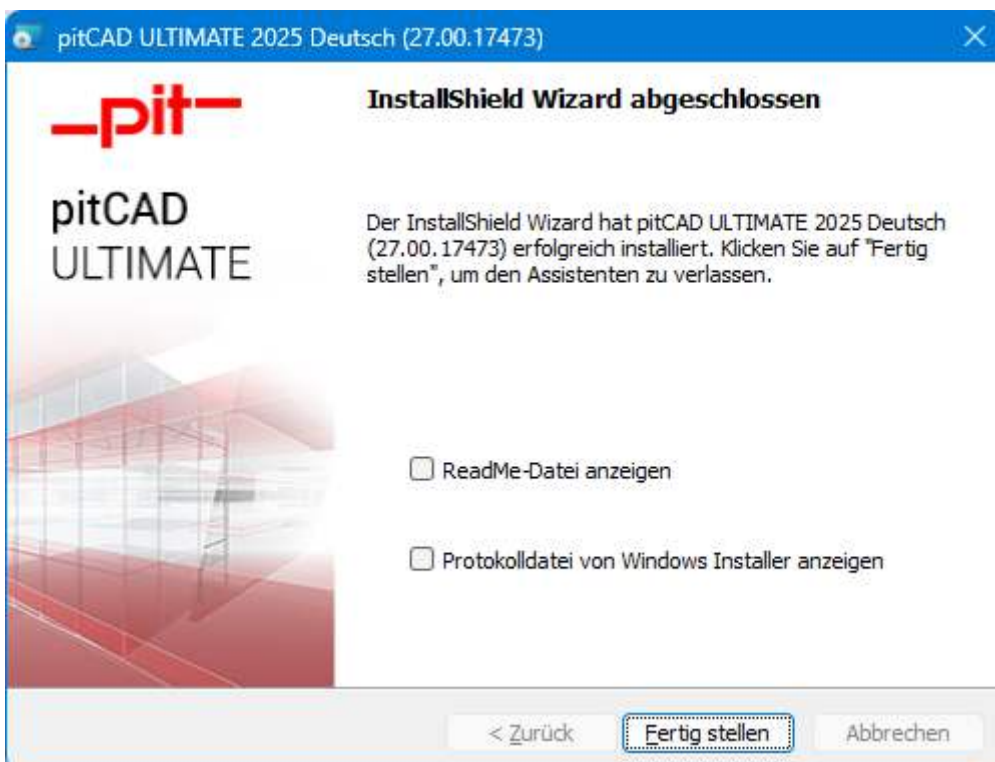 pitCAD ULTIMATE 2025 Deutsch (27.00.17473)
pit
pitCAD
ULTIMATE
InstallShield Wizard abgeschlossen
Der InstallShield Wizard hat pitCAD ULTIMATE 2025 Deutsch
(27.00.17473) erfolgreich installiert. Klicken Sie auf "Fertig
stellen", um den Assistenten zu verlassen.
ReadMe-Datei anzeigen
Protokolldatei von Windows Installer anzeigen
< Zurück
Fertig stellen
Abbrechen